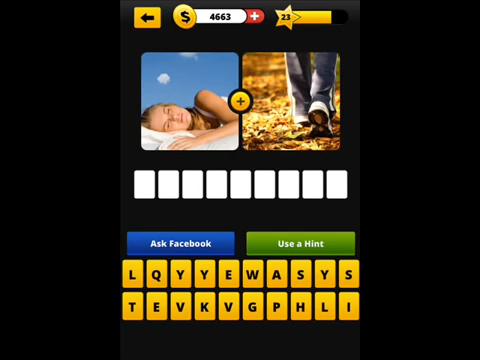 4663
23
Ask Facebook
Use a Hint
L Q Y Y E W A S Y S
T E V K V G P H L I